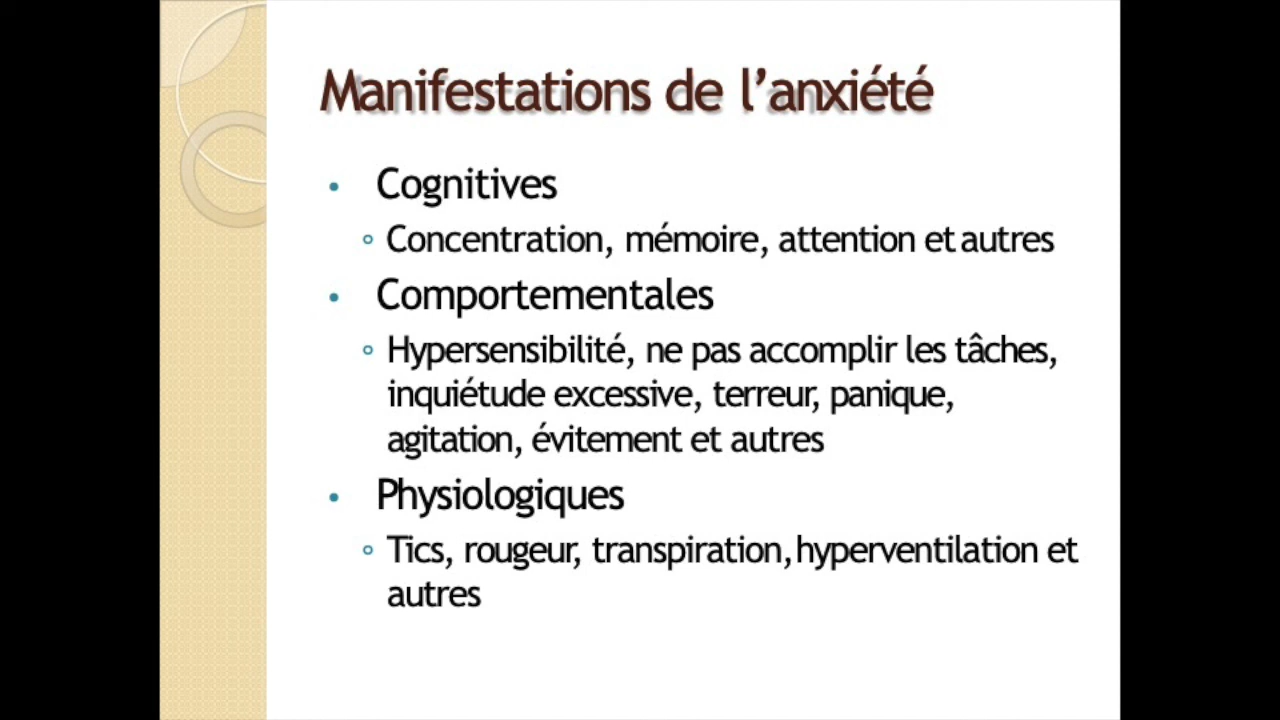 Manifestations de l’anxiété
• Cognitives
◦ Concentration, mémoire, attention et autres
• Comportementales
◦ Hypersensibilité, ne pas accomplir les tâches,
inquiétude excessive, terreur, panique,
agitation, évitement et autres
• Physiologiques
◦ Tics, rougeur, transpiration, hyperventilation et
autres